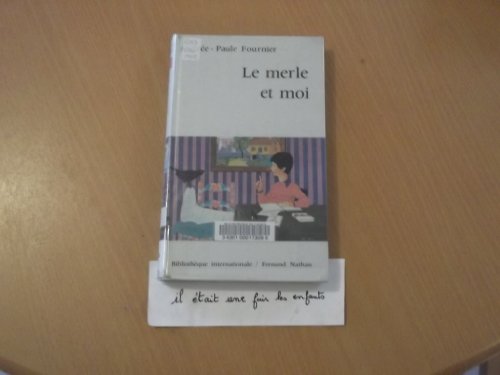 -Paule Fournier
Le merle
et moi
Bibliothèque internationale / Fernand Nathan
il était une fois les enfants